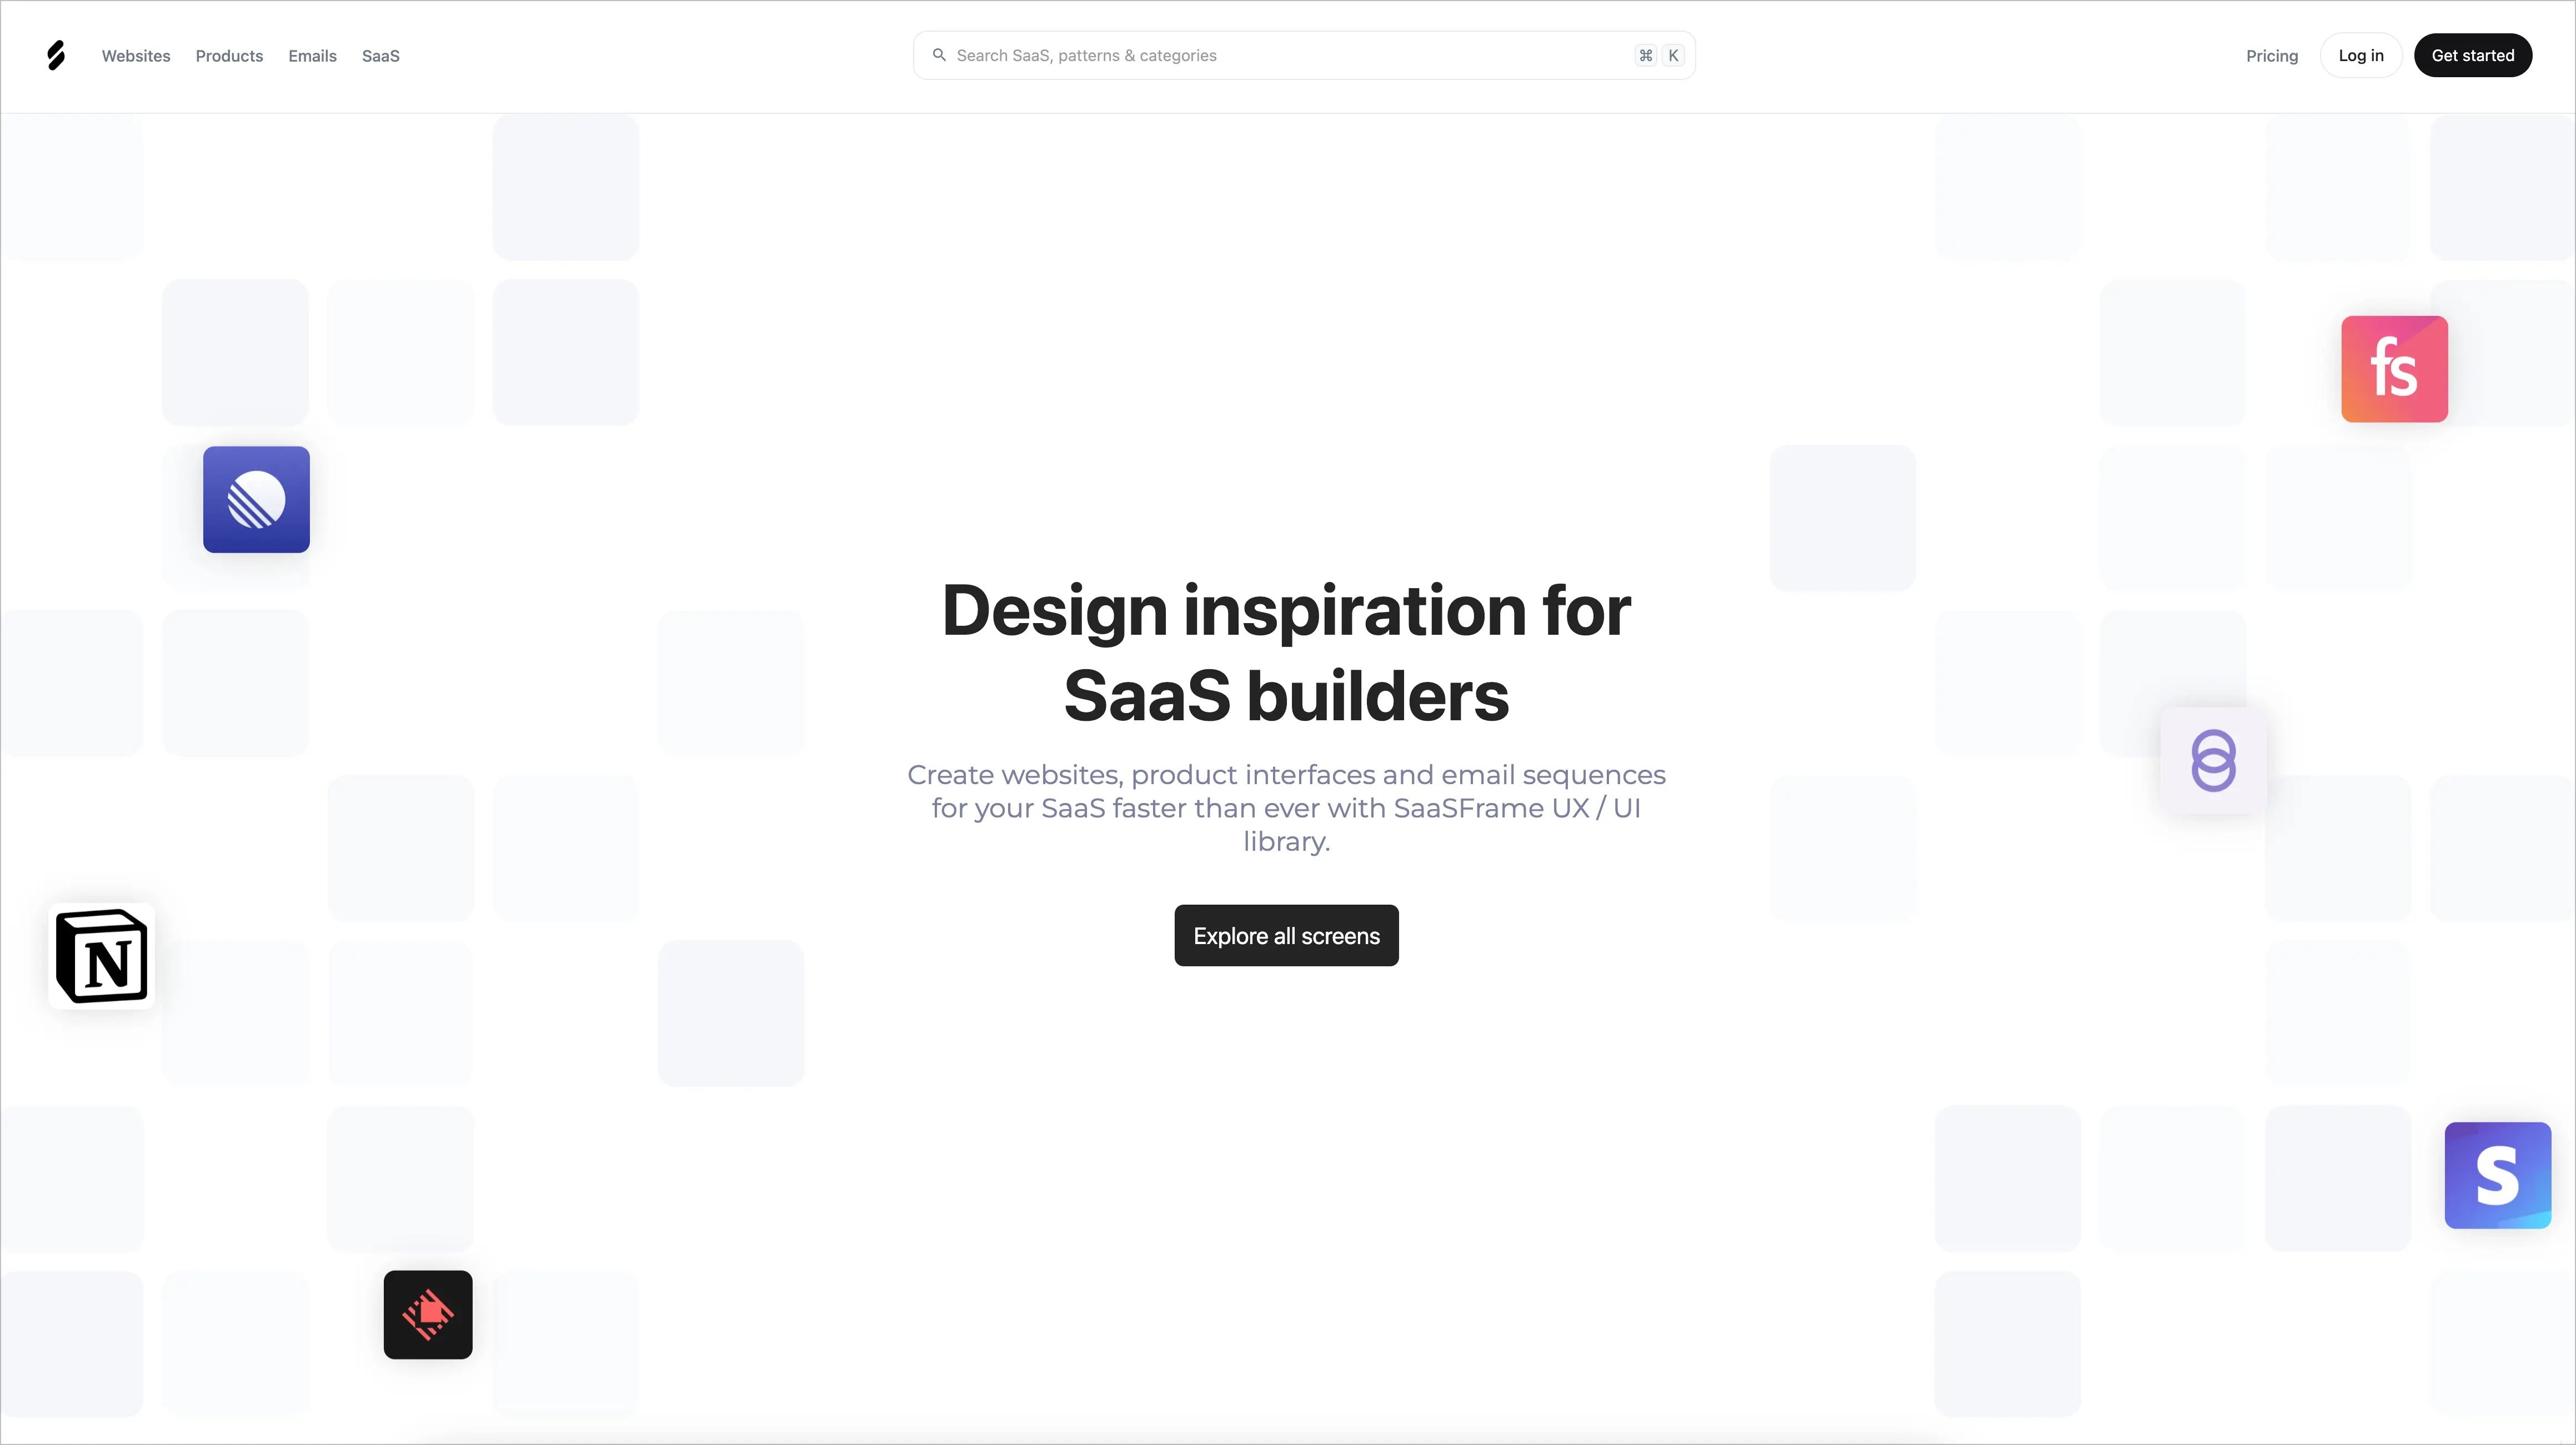 Websites Products Emails SaaS
Search SaaS, patterns & categories ⌘ K
Pricing Log in Get started
fs
Design inspiration for
SaaS builders
Create websites, product interfaces and email sequences
for your SaaS faster than ever with SaaSFrame UX / UI
library.
Explore all screens
N
S